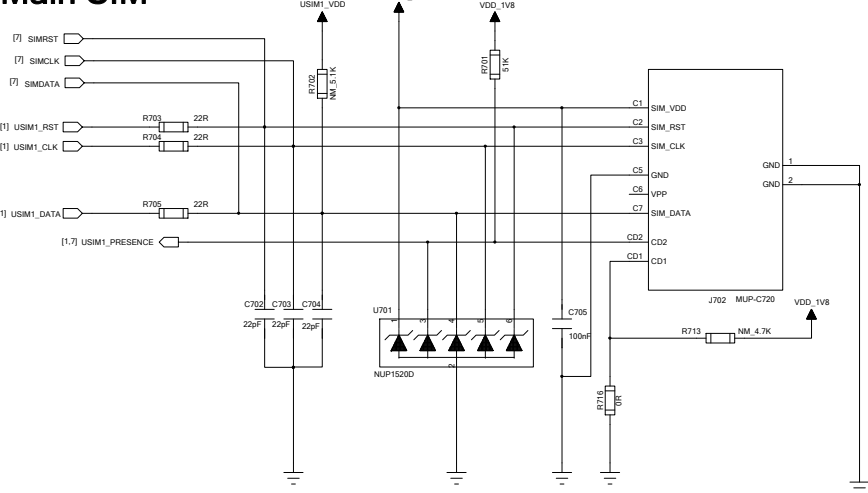 Main SIM
USIM1_VDD
VDD_1V8
[7] SIMRST
[7] SIMCLK
[7] SIMDATA
R702
NM_5.1K
R701
51K
[1] USIM1_RST
R703
22R
[1] USIM1_CLK
R704
22R
1] USIM1_DATA
R705
22R
[1,7] USIM1_PRESENCE
C1
SIM_VDD
C2
SIM_RST
C3
SIM_CLK
C5
GND
C6
VPP
C7
SIM_DATA
CD2
CD2
CD1
CD1
GND
1
GND
2
J702 MUP-C720
C702
C703
C704
22pF
22pF
22pF
U701
1
3
4
5
6
2
NUP1520D
C705
100nF
R713
NM_4.7K
VDD_1V8
R716
0R